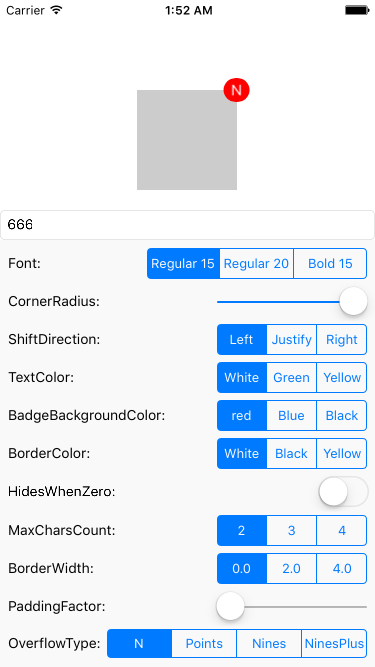 Carrier 1:52 AM
N
666
Font: Regular 15 Regular 20 Bold 15
CornerRadius:
ShiftDirection: Left Justify Right
TextColor: White Green Yellow
BadgeBackgroundColor: red Blue Black
BorderColor: White Black Yellow
HidesWhenZero:
MaxCharsCount: 2 3 4
BorderWidth: 0.0 2.0 4.0
PaddingFactor:
OverflowType: N Points Nines NinesPlus